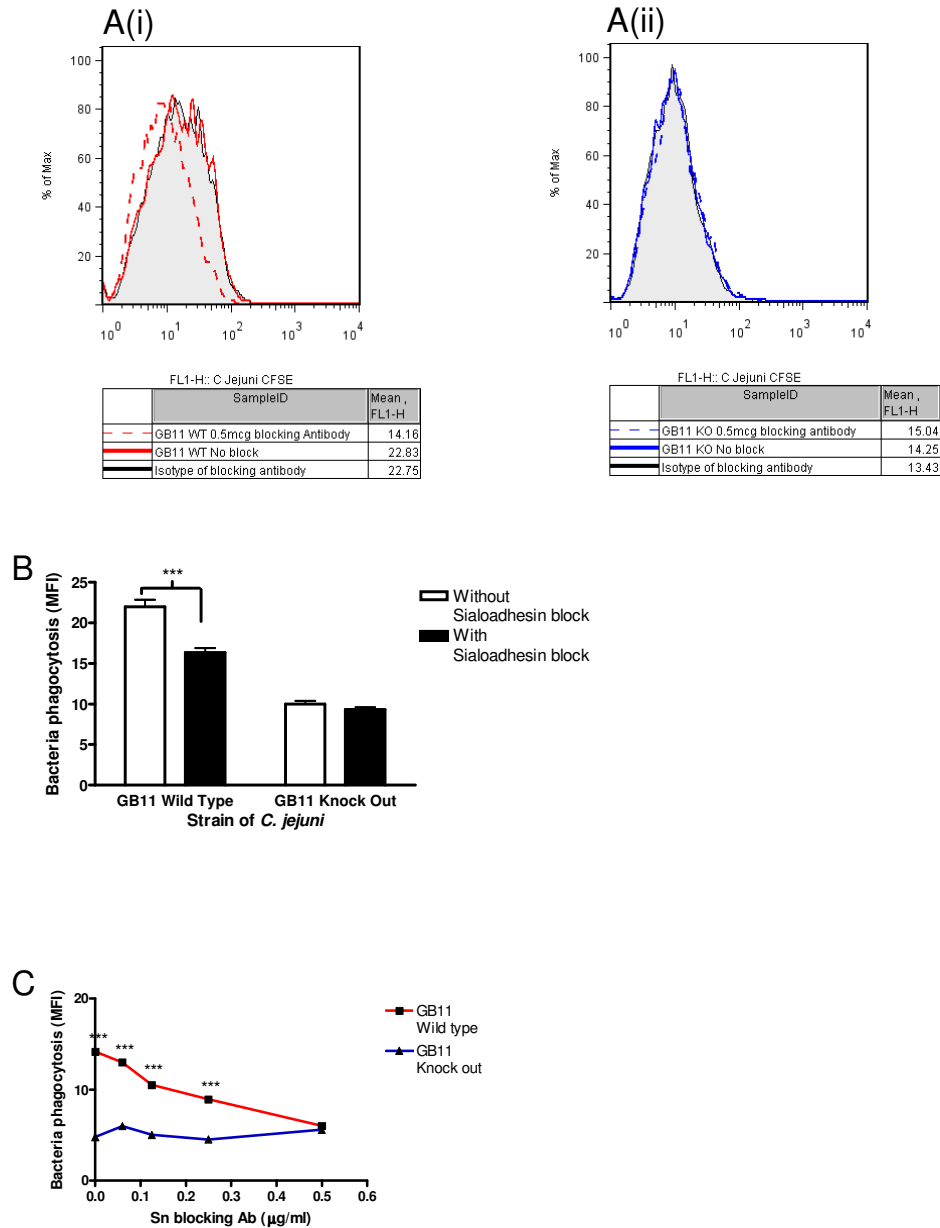 A(i)
100
80
60
40
20
% of Max
10^0 10^1 10^2 10^3 10^4
FL1-H:: C Jejuni CFSE
SampleID Mean , FL1-H
GB11 WT 0.5mcg blocking Antibody 14.16
GB11 WT No block 22.83
Isotype of blocking antibody 22.75
A(ii)
100
80
60
40
20
% of Max
10^0 10^1 10^2 10^3 10^4
FL1-H:: C Jejuni CFSE
SampleID Mean , FL1-H
GB11 KO 0.5mcg blocking antibody 15.04
GB11 KO No block 14.25
Isotype of blocking antibody 13.43
B
Bacteria phagocytosis (MFI)
25
20
15
10
5
0
***
GB11 Wild Type GB11 Knock Out
Strain of C. jejuni
Without
Sialoadhesin block
With
Sialoadhesin block
C
Bacteria phagocytosis (MFI)
20
10
0
*** *** *** ***
0.0 0.1 0.2 0.3 0.4 0.5 0.6
Sn blocking Ab (μg/ml)
GB11
Wild type
GB11
Knock out